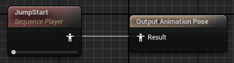 JumpStart
Sequence Player
Output Animation Pose
Result